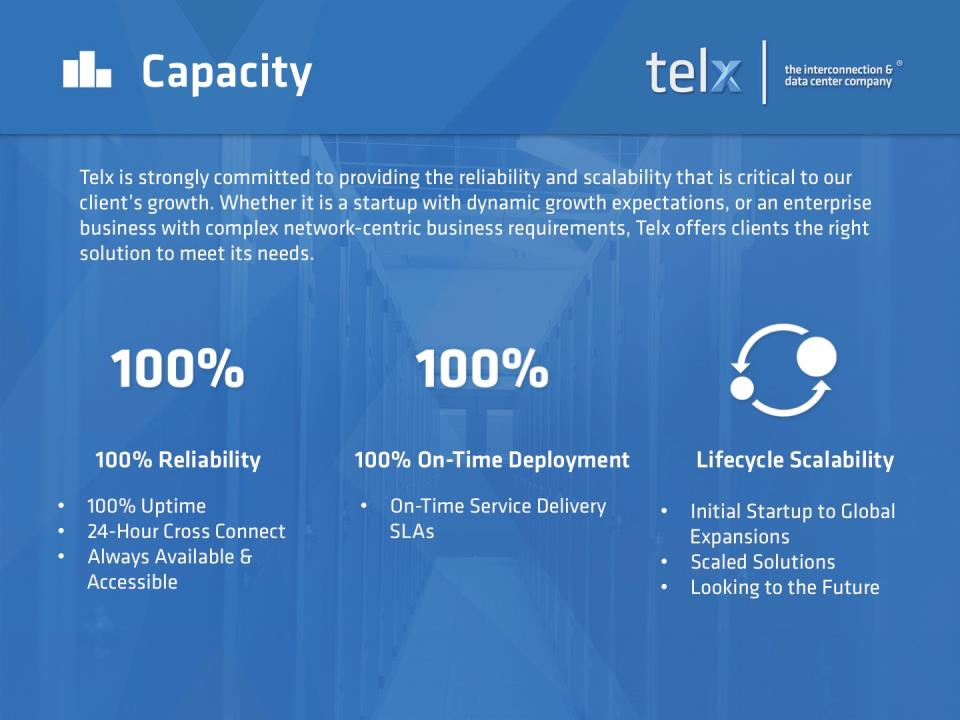 Capacity
telx
the interconnection & ®
data center company
Telx is strongly committed to providing the reliability and scalability that is critical to our
client's growth. Whether it is a startup with dynamic growth expectations, or an enterprise
business with complex network-centric business requirements, Telx offers clients the right
solution to meet its needs.
100%
100% Reliability
• 100% Uptime
• 24-Hour Cross Connect
• Always Available &
Accessible
100%
100% On-Time Deployment
• On-Time Service Delivery
SLAs
Lifecycle Scalability
• Initial Startup to Global
Expansions
• Scaled Solutions
• Looking to the Future